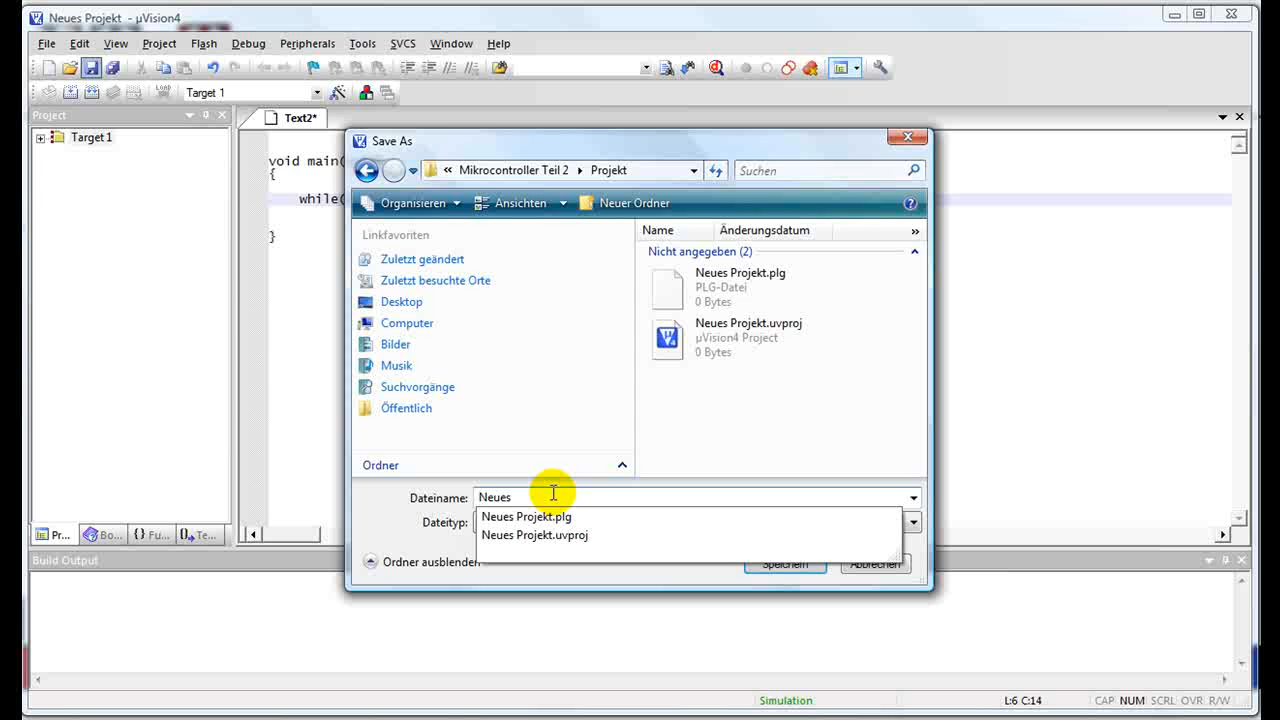 Neues Projekt - µVision4
File Edit View Project Flash Debug Peripherals Tools SVCS Window Help
Target 1
Project
Target 1
Text2*
void main(
{
while(
}
Save As
« Mikrocontroller Teil 2 Projekt
Suchen
Organisieren Ansichten Neuer Ordner
Linkfavoriten
Zuletzt geändert
Zuletzt besuchte Orte
Desktop
Computer
Bilder
Musik
Suchvorgänge
Öffentlich
Ordner
Name Änderungsdatum »
Nicht angegeben (2)
Neues Projekt.plg
PLG-Datei
0 Bytes
Neues Projekt.uvproj
µVision4 Project
0 Bytes
Dateiname: Neues
Dateityp:
Neues Projekt.plg
Neues Projekt.uvproj
Ordner ausblenden
Speichern Abbrechen
Pr... Bo... {} Fu... Te...
Build Output
Simulation L:6 C:14 CAP NUM SCRL OVR R/W